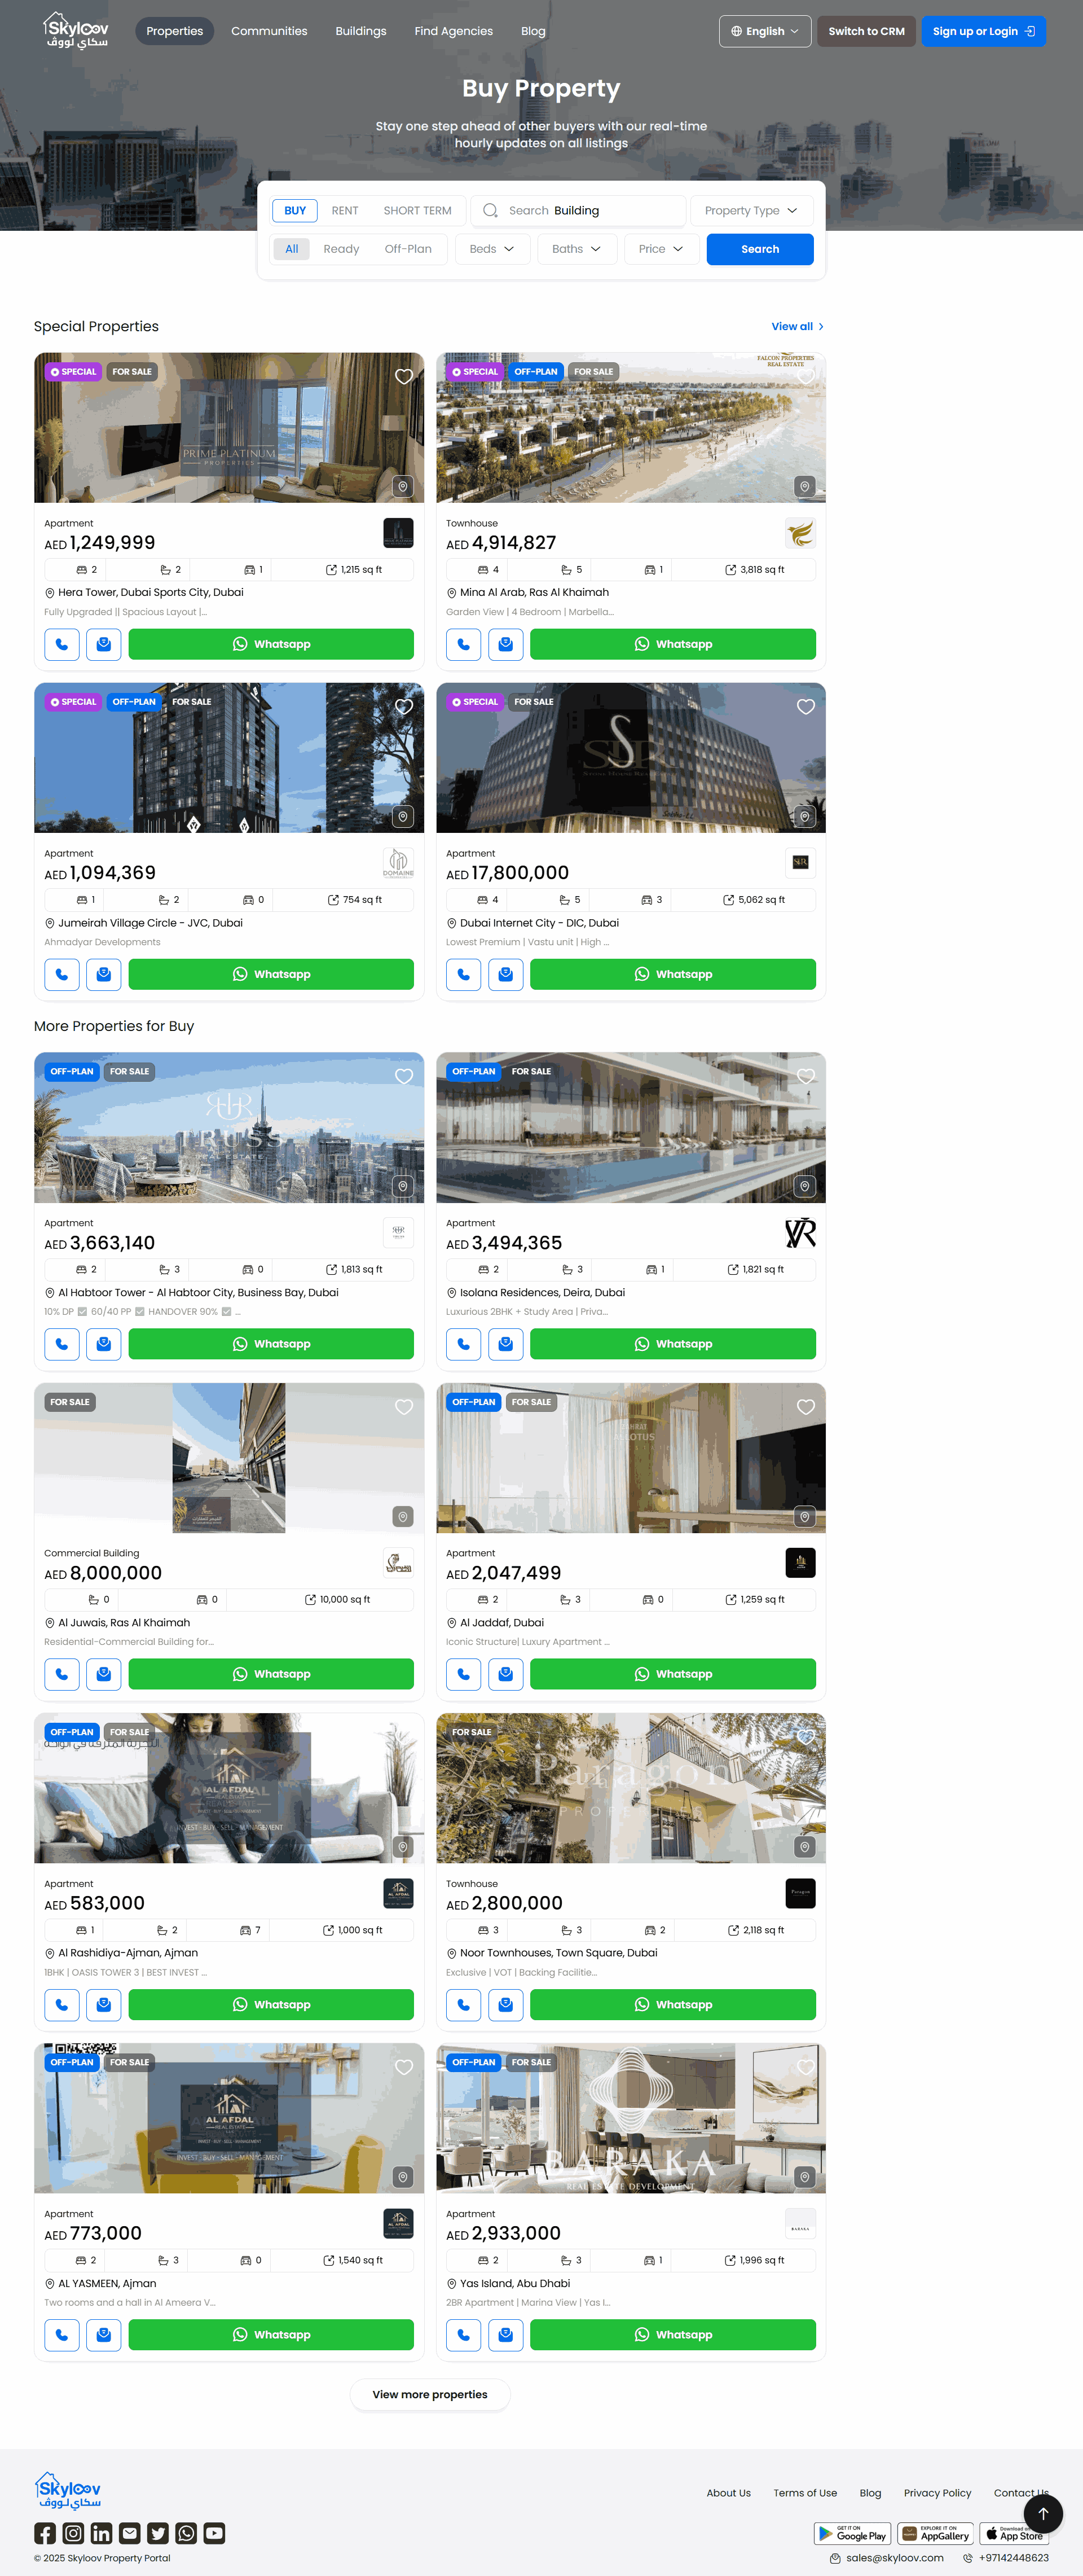 Skyloov
سكاي لووف
Properties
Communities
Buildings
Find Agencies
Blog
English
Switch to CRM
Sign up or Login
Buy Property
Stay one step ahead of other buyers with our real-time
hourly updates on all listings
BUY
RENT
SHORT TERM
Search Building
Property Type
All
Ready
Off-Plan
Beds
Baths
Price
Search
Special Properties
View all
SPECIAL
FOR SALE
PRIME PLATINUM
PROPERTIES
Apartment
AED 1,249,999
2
2
1
1,215 sq ft
Hera Tower, Dubai Sports City, Dubai
Fully Upgraded || Spacious Layout |...
Whatsapp
SPECIAL
OFF-PLAN
FOR SALE
FALCON PROPERTIES
REAL ESTATE
Townhouse
AED 4,914,827
4
5
1
3,818 sq ft
Mina Al Arab, Ras Al Khaimah
Garden View | 4 Bedroom | Marbella...
Whatsapp
SPECIAL
OFF-PLAN
FOR SALE
Apartment
AED 1,094,369
DOMAINE
1
2
0
754 sq ft
Jumeirah Village Circle - JVC, Dubai
Ahmadyar Developments
Whatsapp
SPECIAL
FOR SALE
Apartment
AED 17,800,000
4
5
3
5,062 sq ft
Dubai Internet City - DIC, Dubai
Lowest Premium | Vastu unit | High ...
Whatsapp
More Properties for Buy
OFF-PLAN
FOR SALE
TRUSS
REAL ESTATE
Apartment
AED 3,663,140
2
3
0
1,813 sq ft
Al Habtoor Tower - Al Habtoor City, Business Bay, Dubai
10% DP ☑ 60/40 PP ☑ HANDOVER 90% ☑ ...
Whatsapp
OFF-PLAN
FOR SALE
Apartment
AED 3,494,365
VR
2
3
1
1,821 sq ft
Isolana Residences, Deira, Dubai
Luxurious 2BHK + Study Area | Priva...
Whatsapp
FOR SALE
Commercial Building
AED 8,000,000
0
0
10,000 sq ft
Al Juwais, Ras Al Khaimah
Residential-Commercial Building for...
Whatsapp
OFF-PLAN
FOR SALE
Apartment
AED 2,047,499
2
3
0
1,259 sq ft
Al Jaddaf, Dubai
Iconic Structure| Luxury Apartment ...
Whatsapp
OFF-PLAN
FOR SALE
AL AFDAL
INVEST - BUY - SELL - MANAGEMENT
Apartment
AED 583,000
AL AFDAL
1
2
7
1,000 sq ft
Al Rashidiya-Ajman, Ajman
1BHK | OASIS TOWER 3 | BEST INVEST ...
Whatsapp
FOR SALE
Paragon
PROPERTIES
Townhouse
AED 2,800,000
Paragon
3
3
2
2,118 sq ft
Noor Townhouses, Town Square, Dubai
Exclusive | VOT | Backing Facilitie...
Whatsapp
OFF-PLAN
FOR SALE
AL AFDAL
REAL ESTATE
INVEST - BUY - SELL - MANAGEMENT
INVEST - BUY - SELL - MANAGEMENT
Apartment
AED 773,000
AL AFDAL
2
3
0
1,540 sq ft
AL YASMEEN, Ajman
Two rooms and a hall in Al Ameera V...
Whatsapp
OFF-PLAN
FOR SALE
BARAKA
REAL ESTATE DEVELOPMENT
Apartment
AED 2,933,000
BARAKA
2
3
1
1,996 sq ft
Yas Island, Abu Dhabi
2BR Apartment | Marina View | Yas I...
Whatsapp
View more properties
Skyloov
سكاي لووف
About Us
Terms of Use
Blog
Privacy Policy
Contact Us
GET IT ON
Google Play
EXPLORE IT ON
AppGallery
Download on
App Store
© 2025 Skyloov Property Portal
sales@skyloov.com
+97142448623